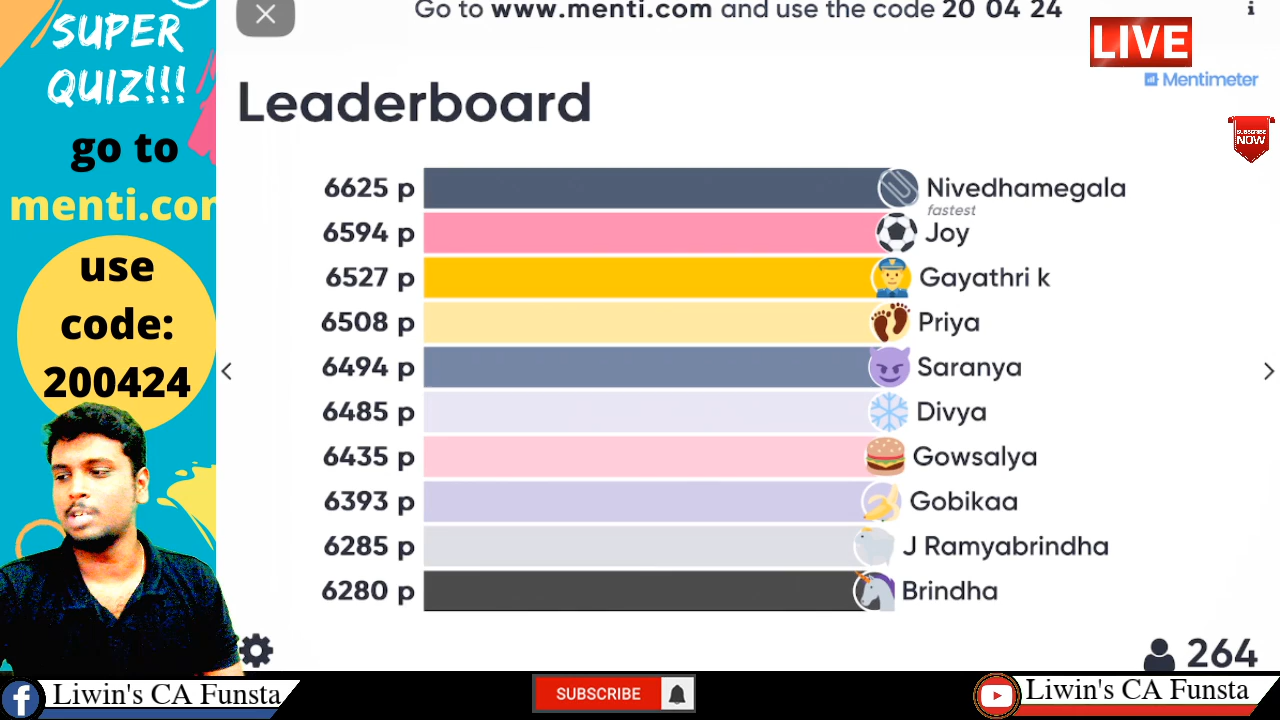 SUPER
QUIZ!!!
go to
menti.com
use
code:
200424
Go to www.menti.com and use the code 20 04 24
i
LIVE
Mentimeter
SUBSCRIBE
NOW
Leaderboard
6625 p Nivedhamegala
fastest
6594 p Joy
6527 p Gayathri k
6508 p Priya
6494 p Saranya
6485 p Divya
6435 p Gowsalya
6393 p Gobikaa
6285 p J Ramyabrindha
6280 p Brindha
264
Liwin's CA Funsta
SUBSCRIBE
Liwin's CA Funsta